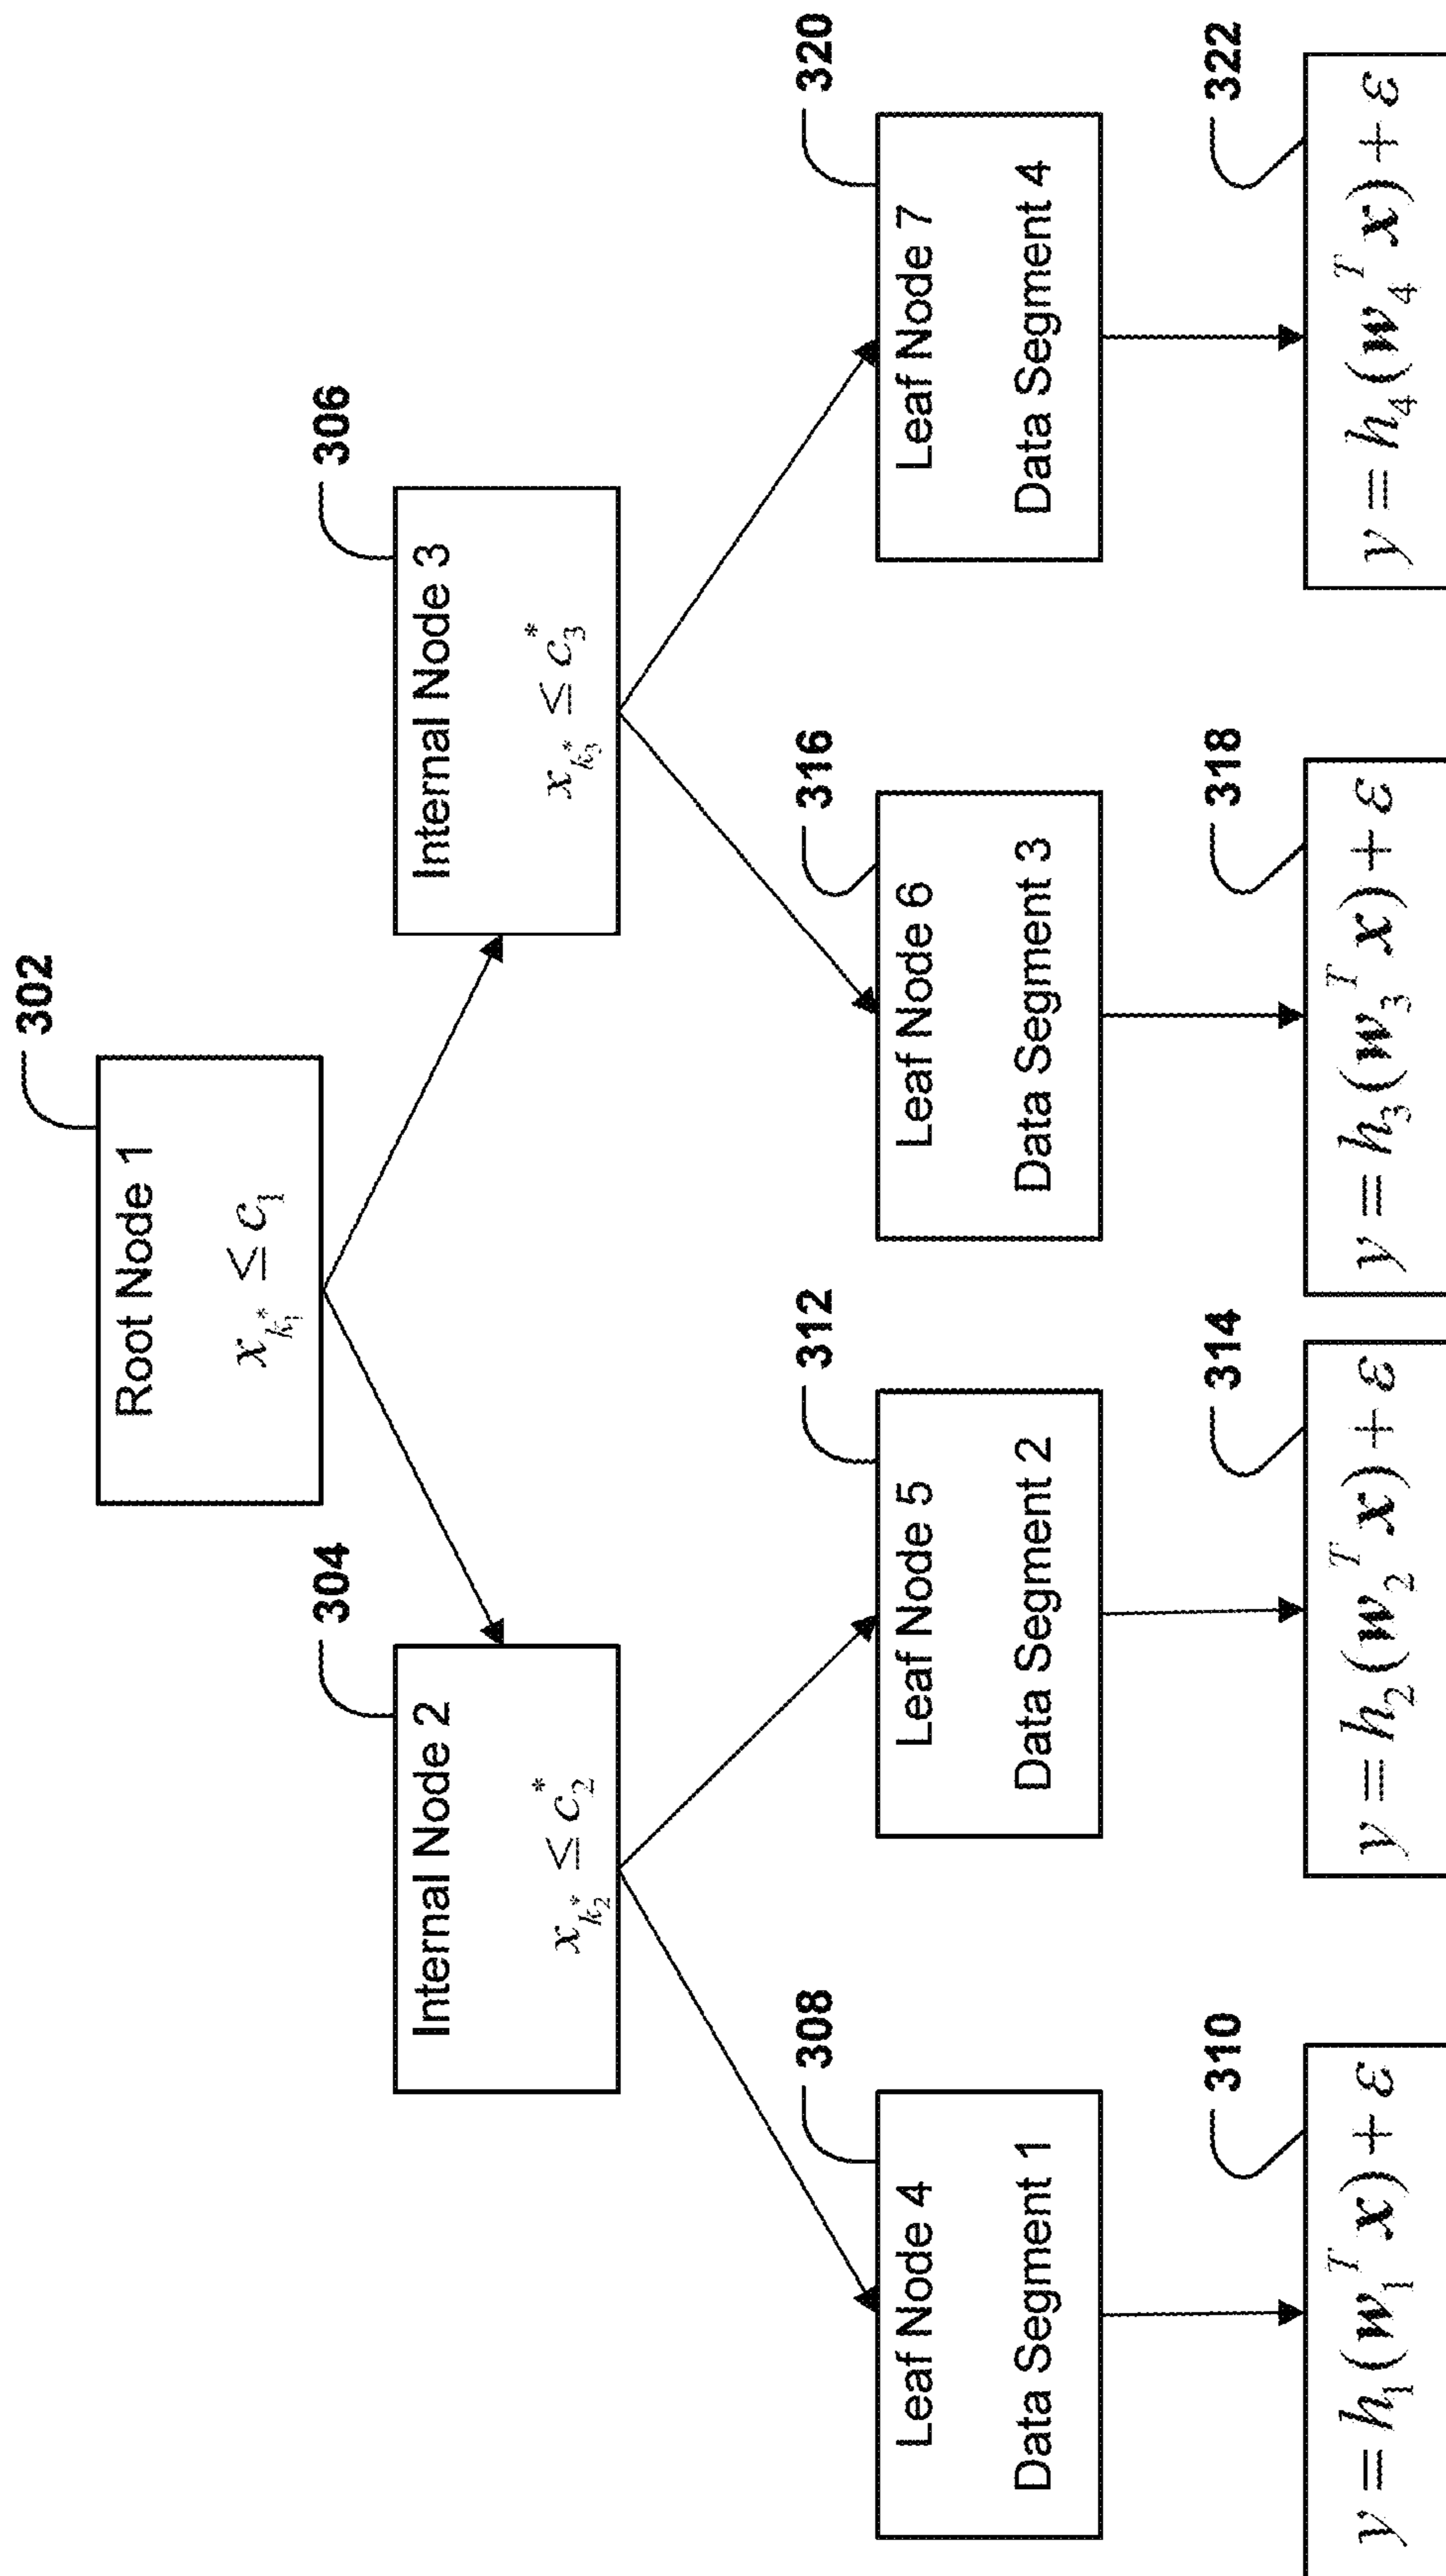 302
Root Node 1
x_{k_1^*} ≤ c_1
304
Internal Node 2
x_{k_2^*} ≤ c_2^*
306
Internal Node 3
x_{k_3^*} ≤ c_3^*
308
Leaf Node 4
Data Segment 1
312
Leaf Node 5
Data Segment 2
316
Leaf Node 6
Data Segment 3
320
Leaf Node 7
Data Segment 4
310
y = h_1(w_1^T x) + ε
314
y = h_2(w_2^T x) + ε
318
y = h_3(w_3^T x) + ε
322
y = h_4(w_4^T x) + ε